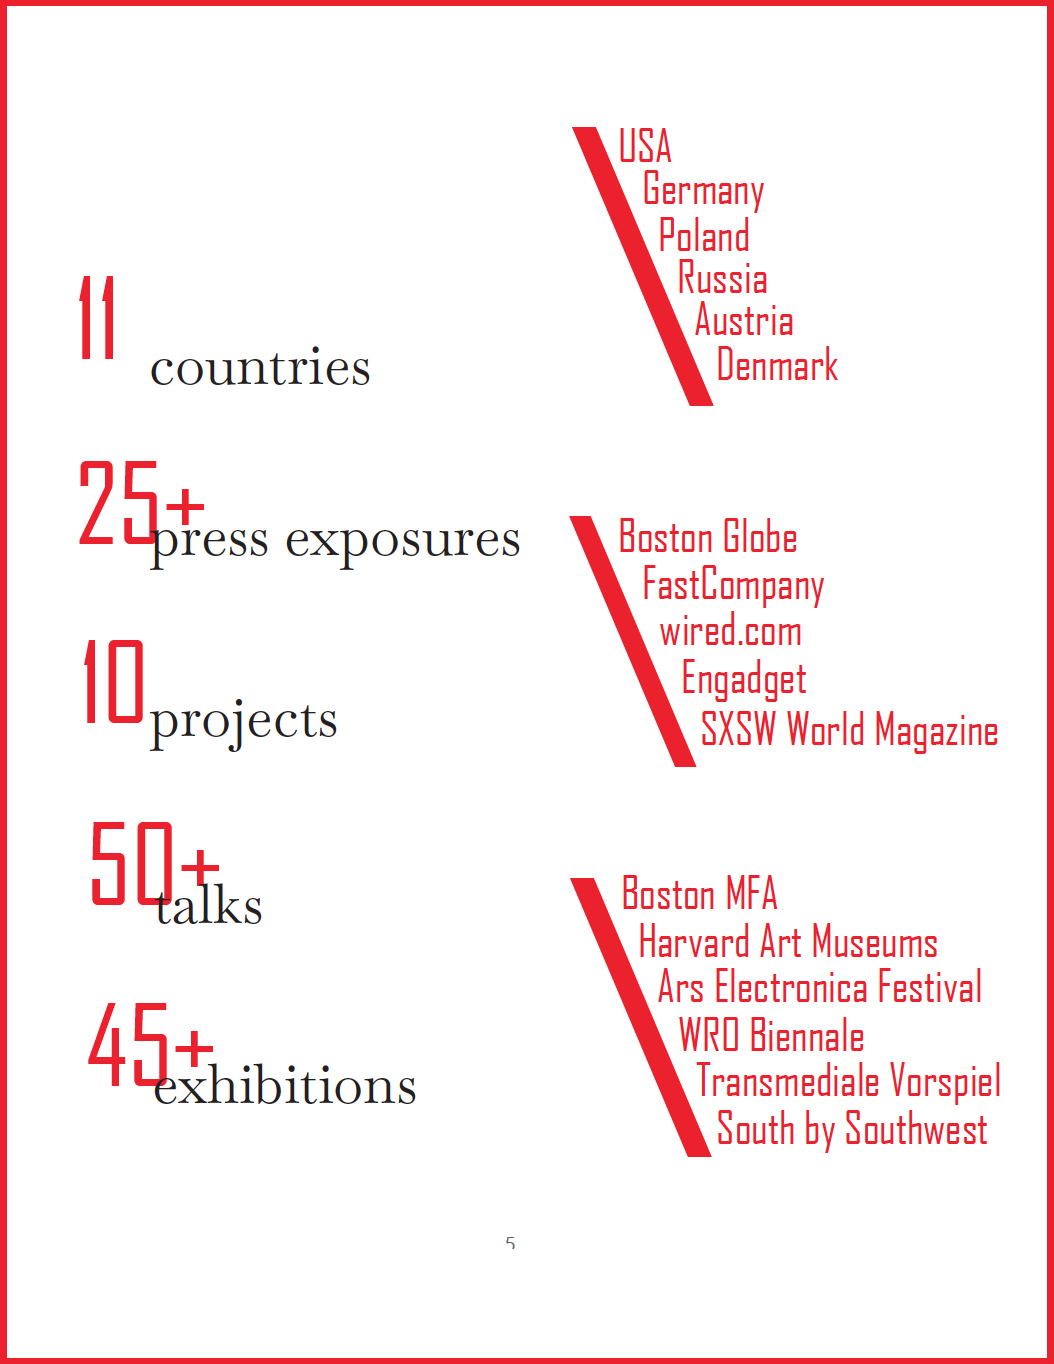 11
countries
25+
press exposures
10
projects
50+
talks
45+
exhibitions
USA
Germany
Poland
Russia
Austria
Denmark
Boston Globe
FastCompany
wired.com
Engadget
SXSW World Magazine
Boston MFA
Harvard Art Museums
Ars Electronica Festival
WRO Biennale
Transmediale Vorspiel
South by Southwest
5